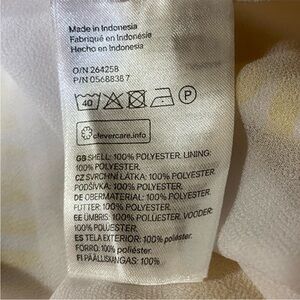 Made in Indonesia
Fabriqué en Indonésie
Hecho en Indonesia
O/N 264258
P/N 0568838 7
40
P
clevercare.info
GB SHELL: 100% POLYESTER. LINING:
100% POLYESTER.
CZ SVRCHNÍ LÁTKA: 100% POLYESTER.
PODŠÍVKA: 100% POLYESTER.
DE OBERMATERIAL: 100% POLYESTER.
FUTTER: 100% POLYESTER.
EE ÜMBRIS: 100% POLÜESTER. VOODER:
100% POLÜESTER.
ES TELA EXTERIOR: 100% poliéster.
FORRO: 100% poliéster.
FI PÄÄLLISKANGAS: 100%